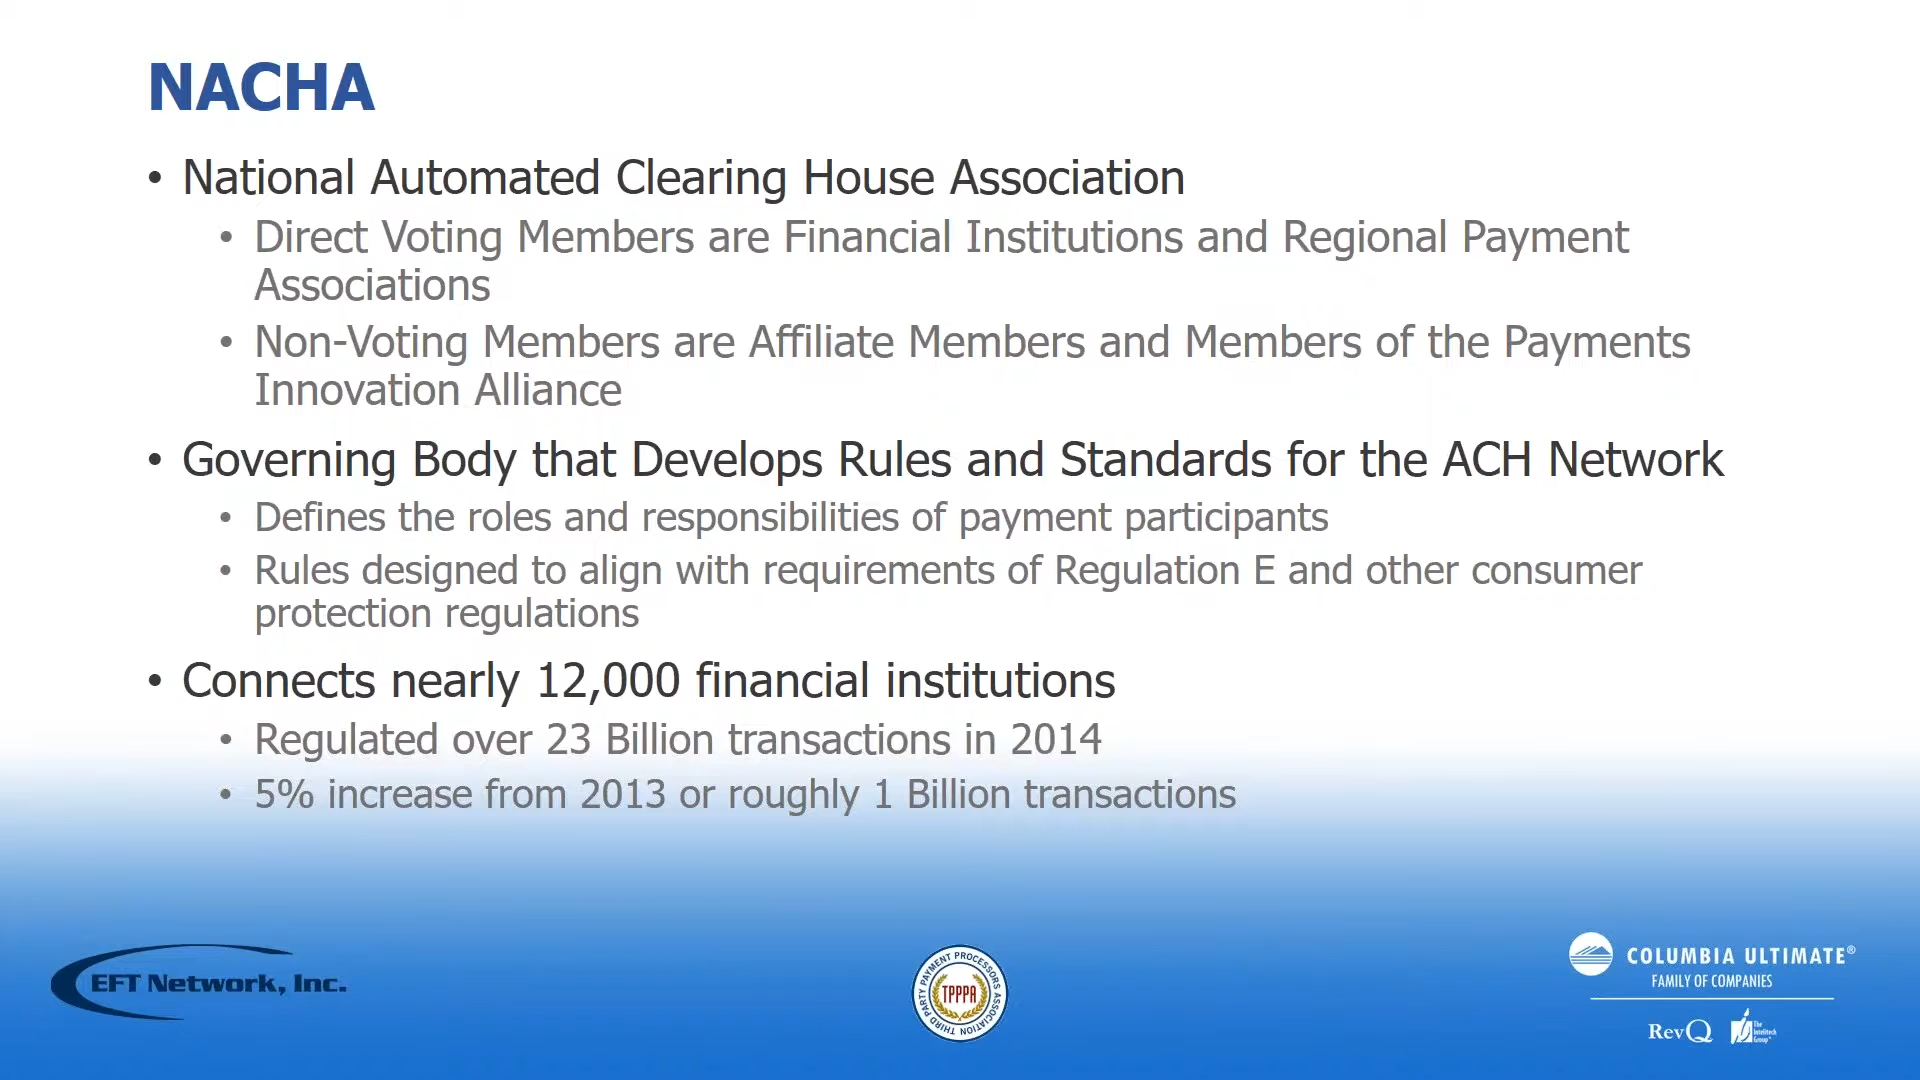 NACHA
• National Automated Clearing House Association
• Direct Voting Members are Financial Institutions and Regional Payment
Associations
• Non-Voting Members are Affiliate Members and Members of the Payments
Innovation Alliance
• Governing Body that Develops Rules and Standards for the ACH Network
• Defines the roles and responsibilities of payment participants
• Rules designed to align with requirements of Regulation E and other consumer
protection regulations
• Connects nearly 12,000 financial institutions
• Regulated over 23 Billion transactions in 2014
• 5% increase from 2013 or roughly 1 Billion transactions
EFT Network, Inc.
THIRD PARTY PAYMENT PROCESSORS ASSOCIATION
TPPPA
COLUMBIA ULTIMATE®
FAMILY OF COMPANIES
RevQ
The
Intelitech
Group